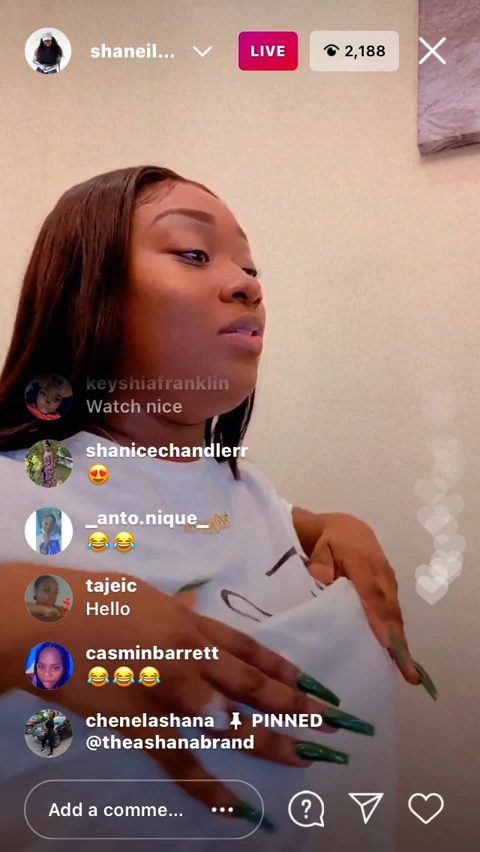 shaneil...
LIVE
2,188
keyshiafranklin
Watch nice
shanicechandlerr
😍
_anto.nique_
😂😂
tajeic
Hello
casminbarrett
😂😂😂
chenelashana PINNED
@theashanabrand
Add a comme...